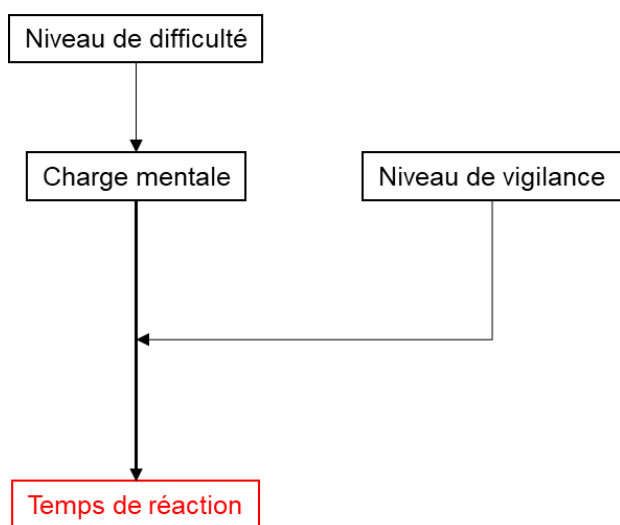 Niveau de difficulté
Charge mentale
Niveau de vigilance
Temps de réaction